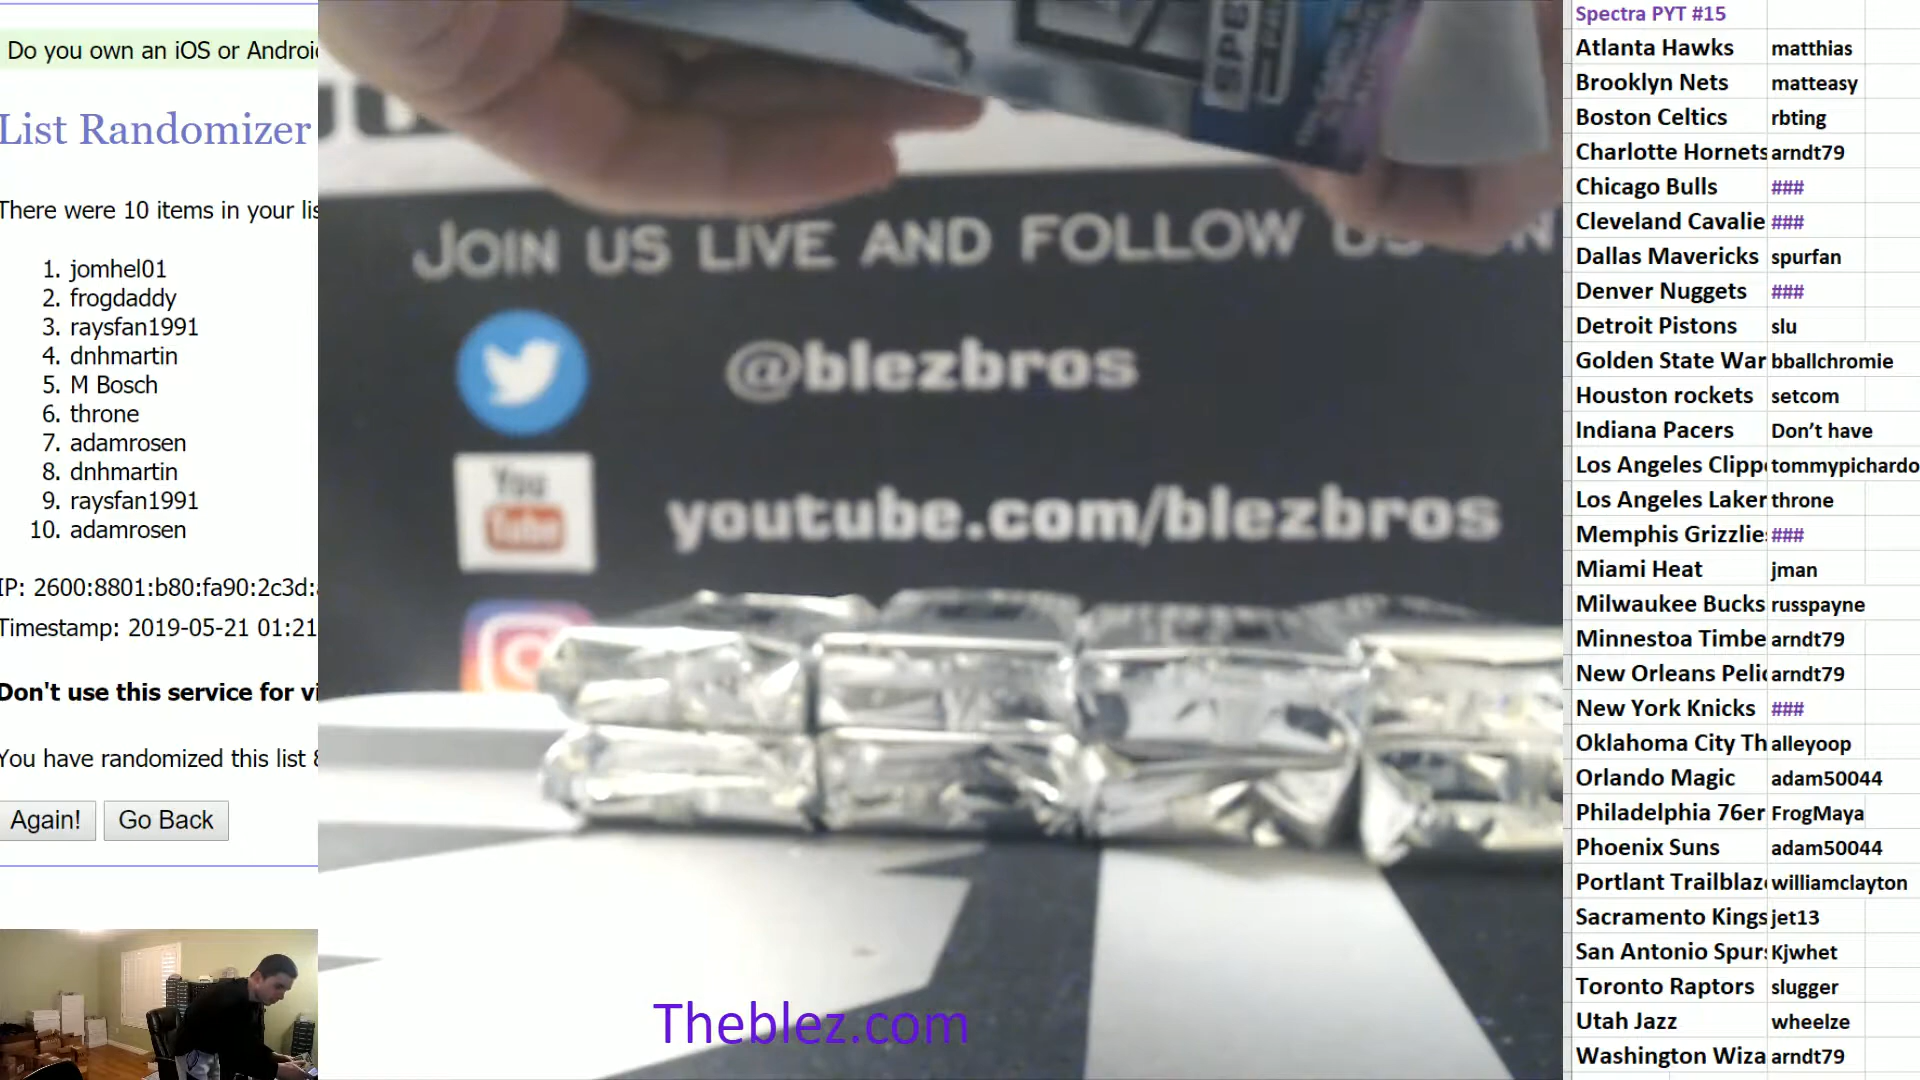 Do you own an iOS or Androi
List Randomizer
There were 10 items in your lis
1. jomhel01
2. frogdaddy
3. raysfan1991
4. dnhmartin
5. M Bosch
6. throne
7. adamrosen
8. dnhmartin
9. raysfan1991
10. adamrosen
IP: 2600:8801:b80:fa90:2c3d:
Timestamp: 2019-05-21 01:21
Don't use this service for vi
You have randomized this list
Again! Go Back
JOIN US LIVE AND FOLLOW US ON
@blezbros
You Tube
youtube.com/blezbros
Theblez.com
Spectra PYT #15
Atlanta Hawks matthias
Brooklyn Nets matteasy
Boston Celtics rbting
Charlotte Hornets arndt79
Chicago Bulls ###
Cleveland Cavalie ###
Dallas Mavericks spurfan
Denver Nuggets ###
Detroit Pistons slu
Golden State War bballchromie
Houston rockets setcom
Indiana Pacers Don’t have
Los Angeles Clipp tommypichardo
Los Angeles Laker throne
Memphis Grizzlie ###
Miami Heat jman
Milwaukee Bucks russpayne
Minnestoa Timbe arndt79
New Orleans Peli arndt79
New York Knicks ###
Oklahoma City Th alleyoop
Orlando Magic adam50044
Philadelphia 76er FrogMaya
Phoenix Suns adam50044
Portlant Trailblaz williamclayton
Sacramento Kings jet13
San Antonio Spur Kjwhet
Toronto Raptors slugger
Utah Jazz wheelze
Washington Wiza arndt79